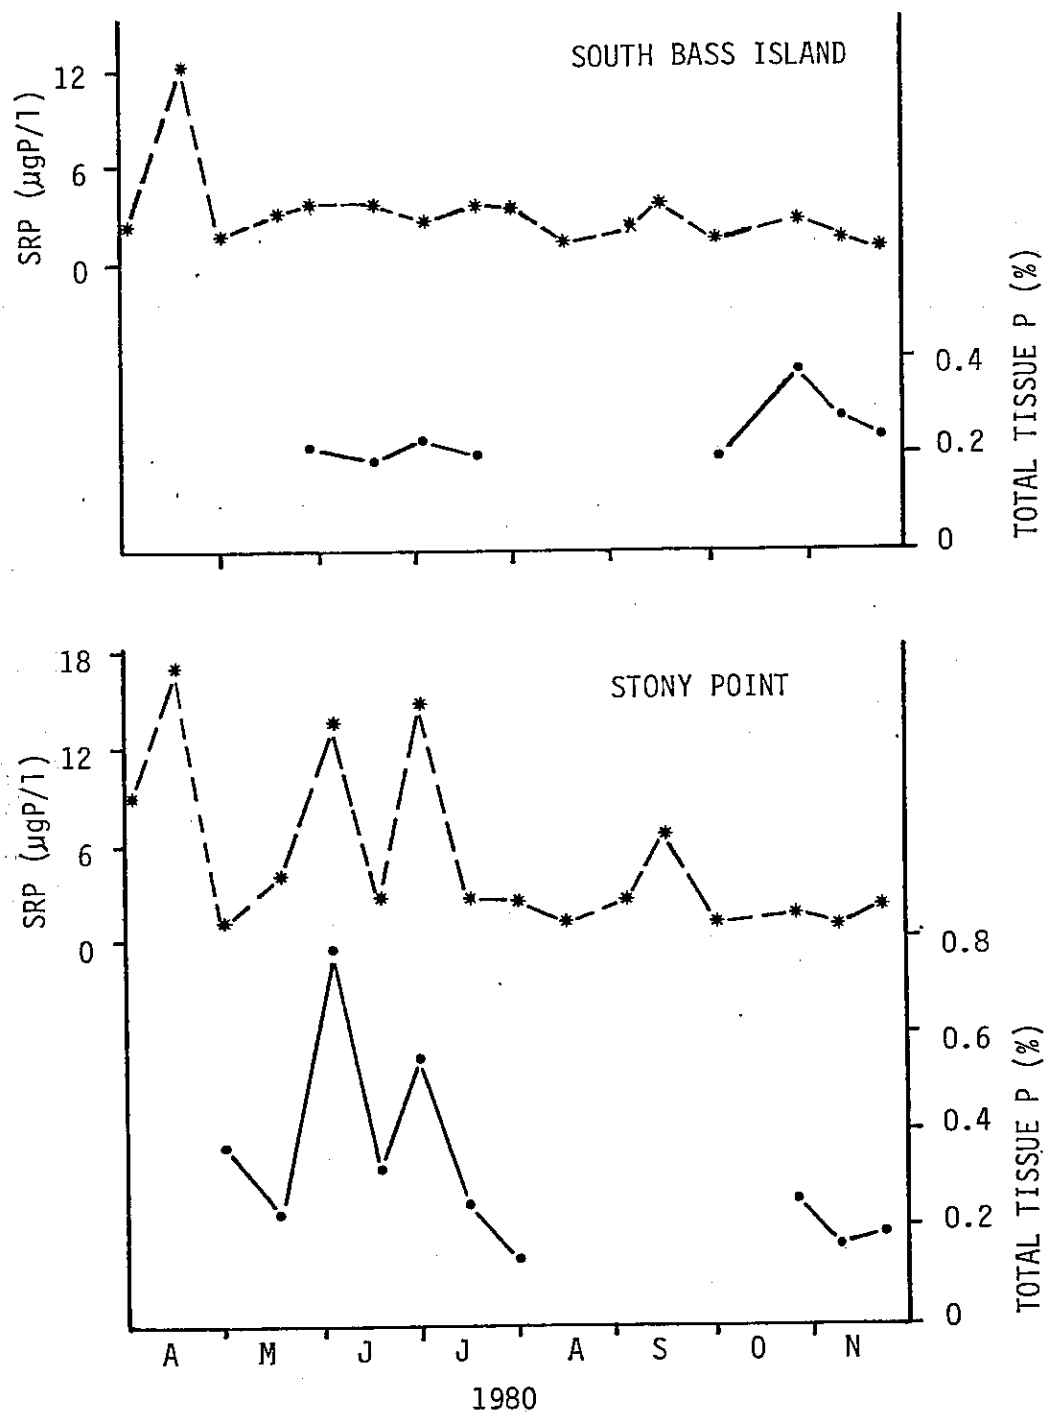 SOUTH BASS ISLAND
SRP (µgP/l)
12
6
0
TOTAL TISSUE P (%)
0.4
0.2
0
STONY POINT
SRP (µgP/l)
18
12
6
0
TOTAL TISSUE P (%)
0.8
0.6
0.4
0.2
0
A M J J A S O N
1980